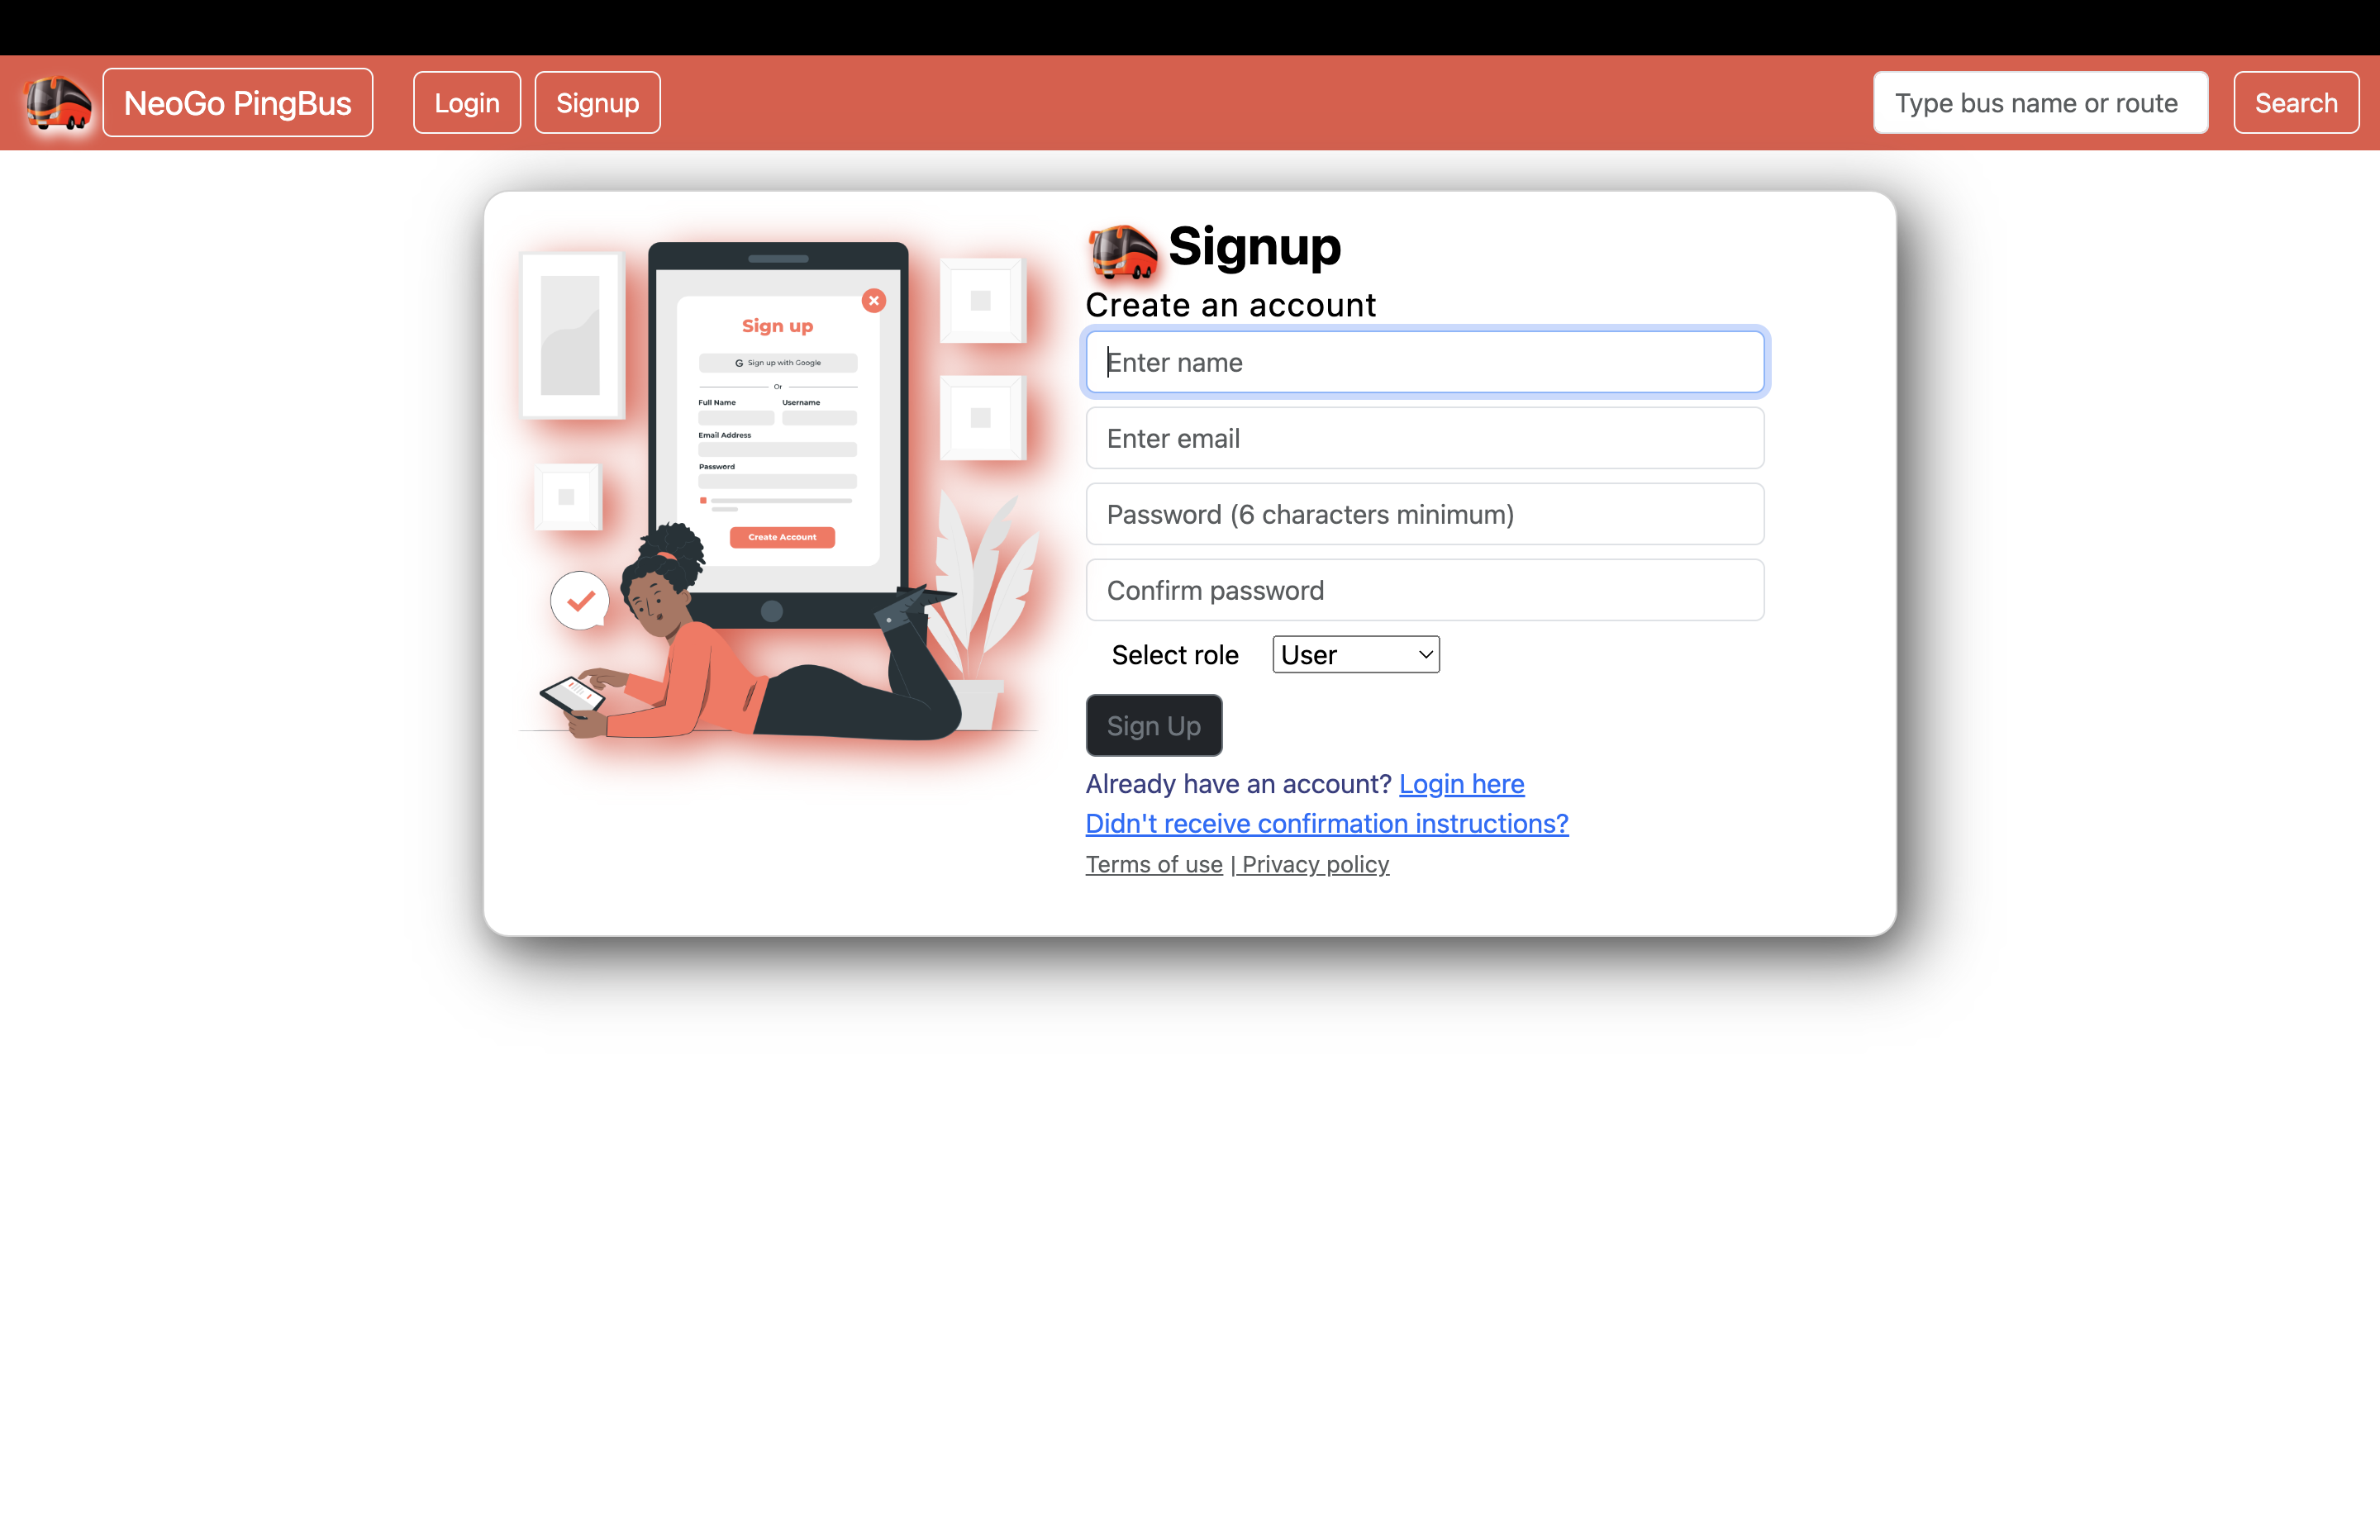 NeoGo PingBus Login Signup Type bus name or route Search
Signup
Create an account
Enter name
Enter email
Password (6 characters minimum)
Confirm password
Select role User
Sign Up
Already have an account? Login here
Didn't receive confirmation instructions?
Terms of use | Privacy policy
Sign up
G Sign up with Google
Or
Full Name Username
Email Address
Password
Create Account